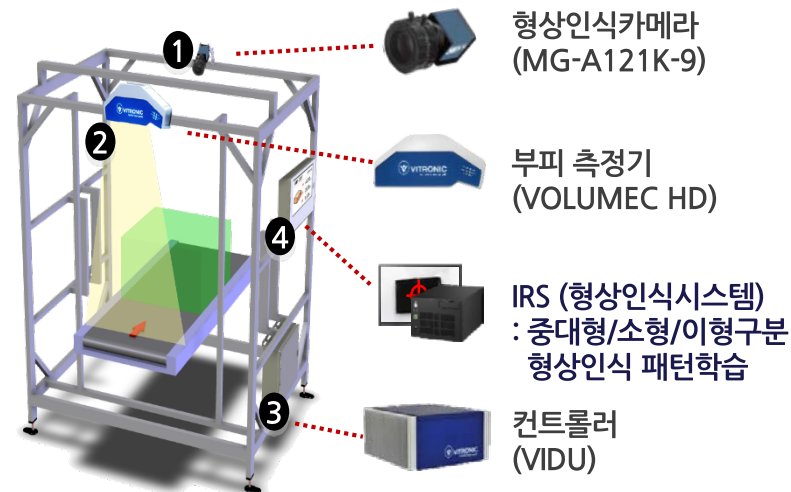 1
형상인식카메라
(MG-A121K-9)
VITRONIC
2
VITRONIC
부피 측정기
(VOLUMEC HD)
4
IRS (형상인식시스템)
: 중대형/소형/이형구분
형상인식 패턴학습
3
VITRONIC
컨트롤러
(VIDU)